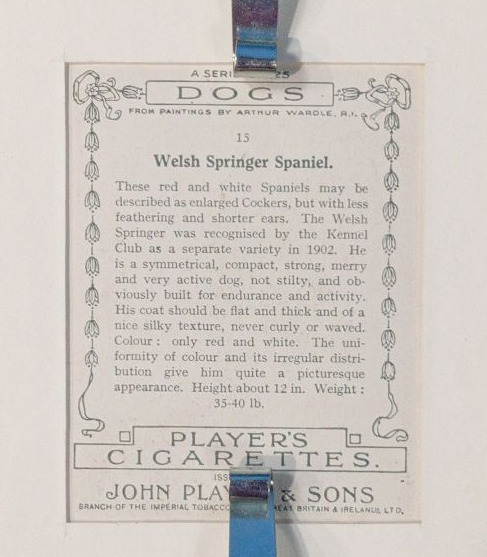 A SERI 25
DOGS
FROM PAINTINGS BY ARTHUR WARDLE, R.I.
15
Welsh Springer Spaniel.
These red and white Spaniels may be
described as enlarged Cockers, but with less
feathering and shorter ears. The Welsh
Springer was recognised by the Kennel
Club as a separate variety in 1902. He
is a symmetrical, compact, strong, merry
and very active dog, not stilty, and ob-
viously built for endurance and activity.
His coat should be flat and thick and of a
nice silky texture, never curly or waved.
Colour: only red and white. The uni-
formity of colour and its irregular distri-
bution give him quite a picturesque
appearance. Height about 12 in. Weight:
35-40 lb.
PLAYER'S
CIGARETTES.
ISS
JOHN PLAY & SONS
BRANCH OF THE IMPERIAL TOBACCO REAT BRITAIN & IRELAND), LTD.